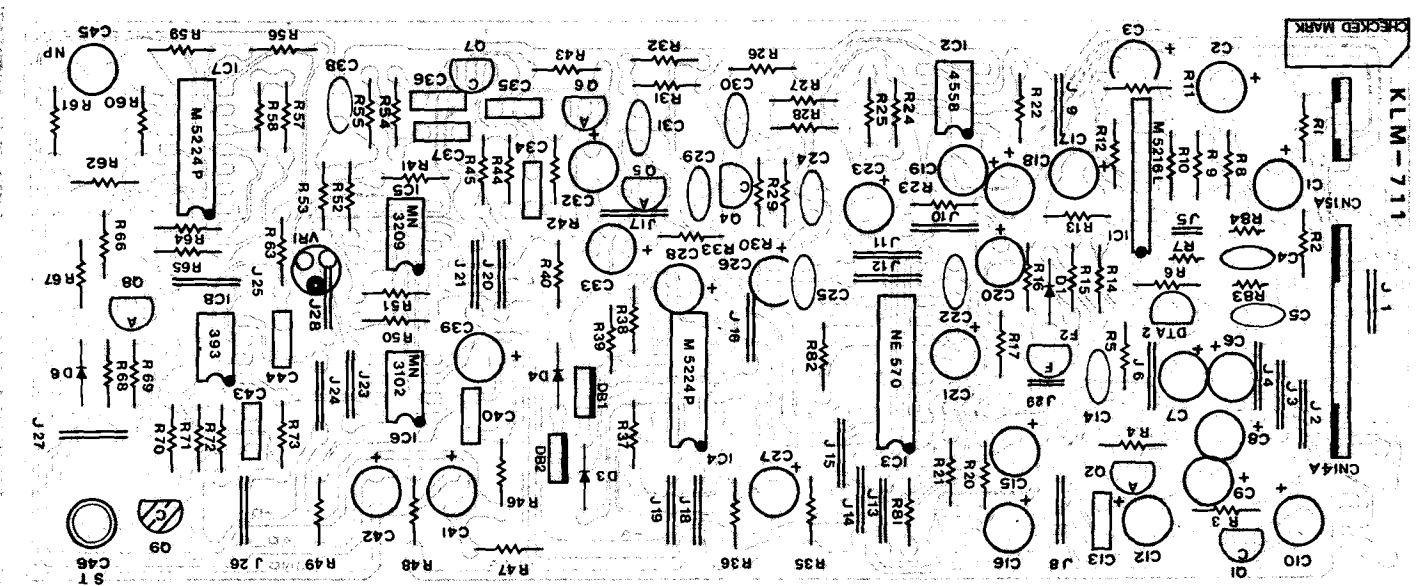 CHECKED MARK
KLM-711
C45
NP
R59
R56
IC7
C38
Q7
C36
C35
R43
Q6
R32
R31
R26
C30
R27
R28
IC2
4558
C3
C2
R11
R61
R60
M5224P
R58
R57
R55
R54
C37
C34
A
C
C31
R25
R24
R22
J9
C17
R12
M5216L
R10
R9
R8
R1
C1
CN15A
R62
R53
R52
R41
IC5
MN
3209
R45
R44
R42
C32
Q5
A
J17
C29
C
Q4
R29
C24
C23
C19
R23
C18
J10
R13
IC1
J5
R84
R7
R2
R66
R64
R65
R63
VR1
J28
J25
J21
J20
R40
C33
R33
C28
R30
C26
C25
J11
J12
C22
C20
R16
D1
R15
R14
R6
DTA2
R83
C4
C5
J1
R67
Q8
A
IC8
393
R51
R50
C39
R38
R39
M5224P
J16
R82
NE570
C21
R17
F2
F
J29
R5
J6
C14
C7
C6
J4
J3
J2
D6
R68
R69
C44
C43
J24
J23
MN
3102
IC6
C40
D4
DB1
DB2
R37
D3
IC4
C27
J15
IC3
R21
R20
C15
R4
Q2
A
C8
C9
CN14A
J27
R70
R71
R72
R73
C42
C41
R46
J19
J18
J14
J13
R81
C16
J8
C13
C12
R3
C
Q1
C10
C46
ST
C
Q9
J26
R49
R48
R47
R36
R35